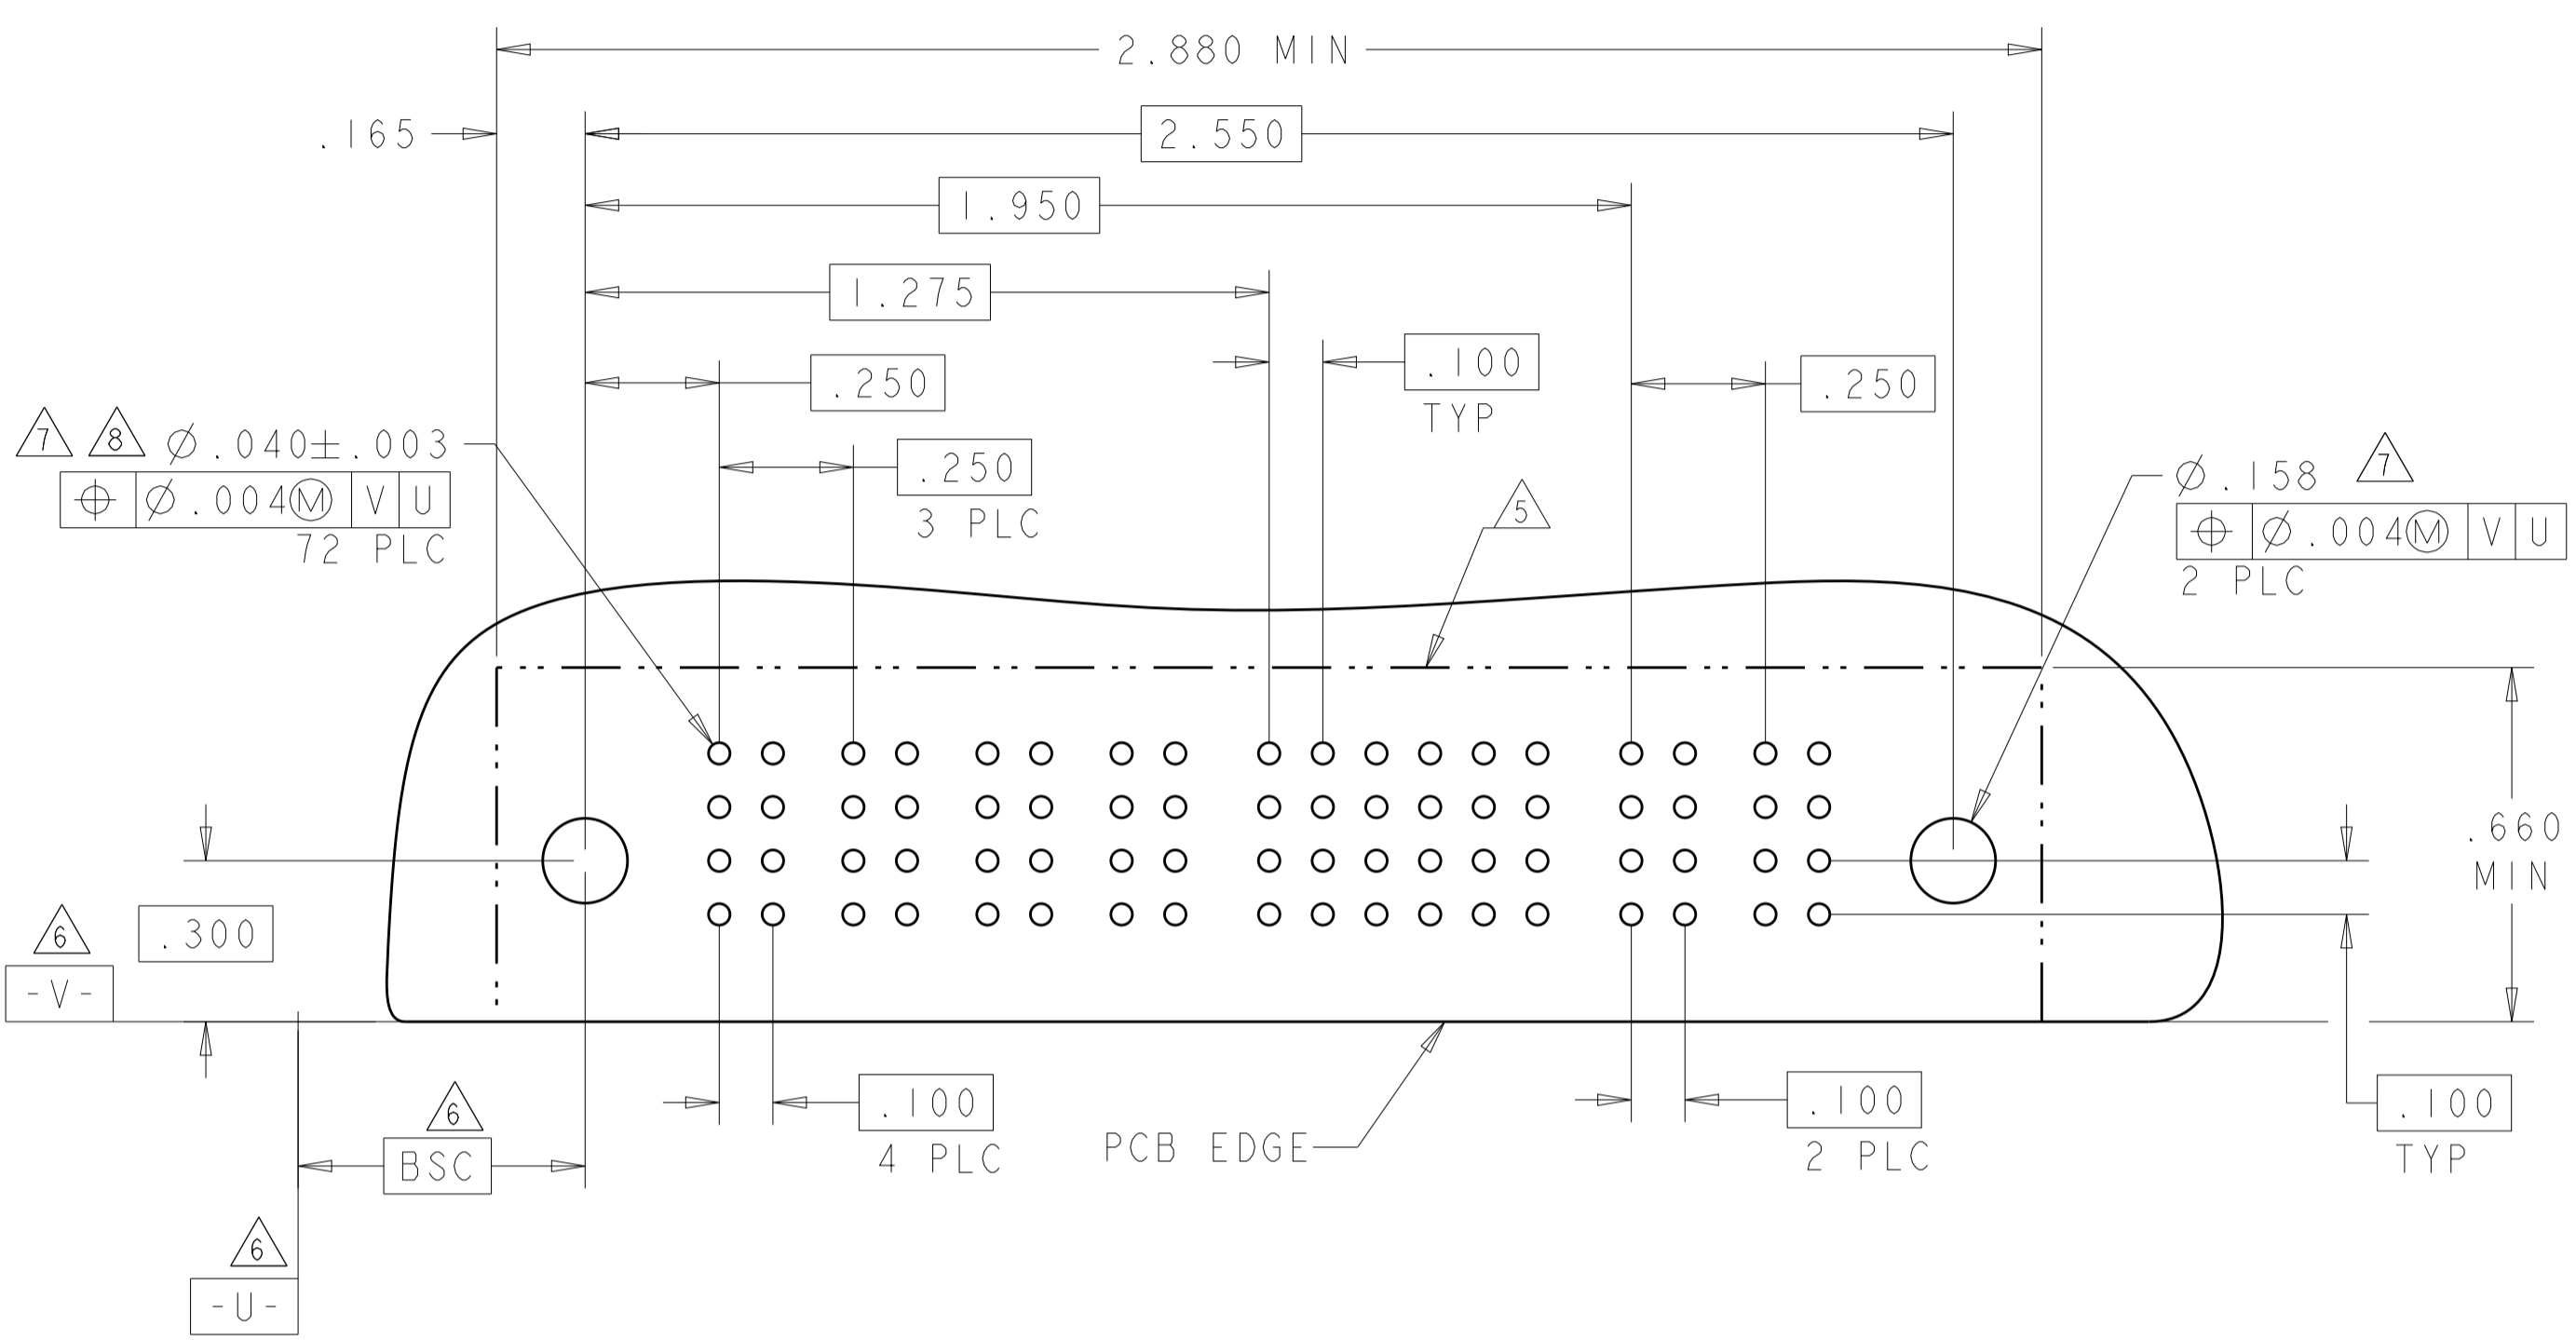 2.880 MIN
.165
2.550
1.950
1.275
.100
TYP
.250
.250
.250
3 PLC
7 8 ⌀.040±.003
⌖ ⌀.004Ⓜ V U
72 PLC
5
⌀.158 7
⌖ ⌀.004Ⓜ V U
2 PLC
.660
MIN
6
.300
-V-
6
BSC
.100
4 PLC
PCB EDGE
.100
2 PLC
.100
TYP
6
-U-